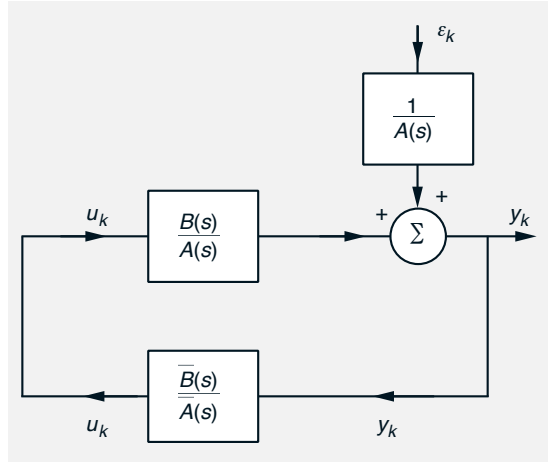 ε_k
1
A(s)
+
+
u_k
B(s)
A(s)
Σ
y_k
B̅(s)
A̅(s)
u_k
y_k